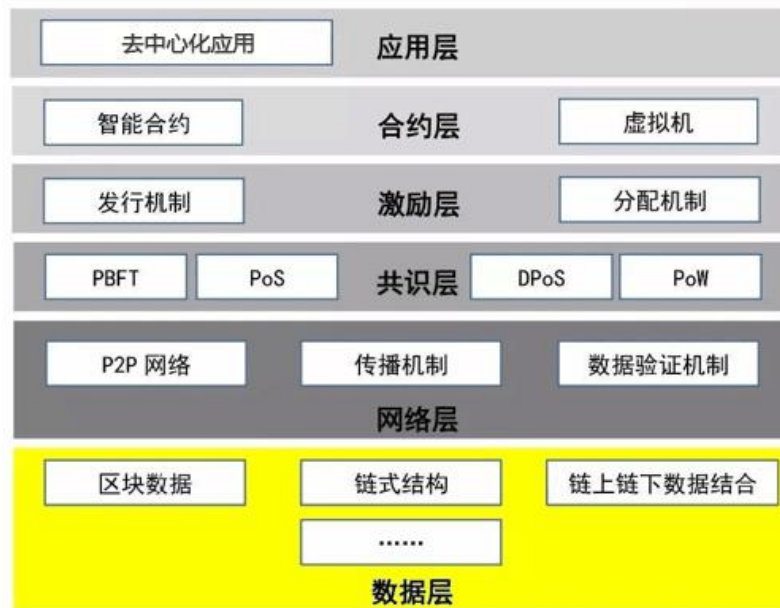 去中心化应用 应用层
智能合约 合约层 虚拟机
发行机制 激励层 分配机制
PBFT PoS 共识层 DPoS PoW
P2P 网络 传播机制 数据验证机制
网络层
区块数据 链式结构 链上链下数据结合
……
数据层